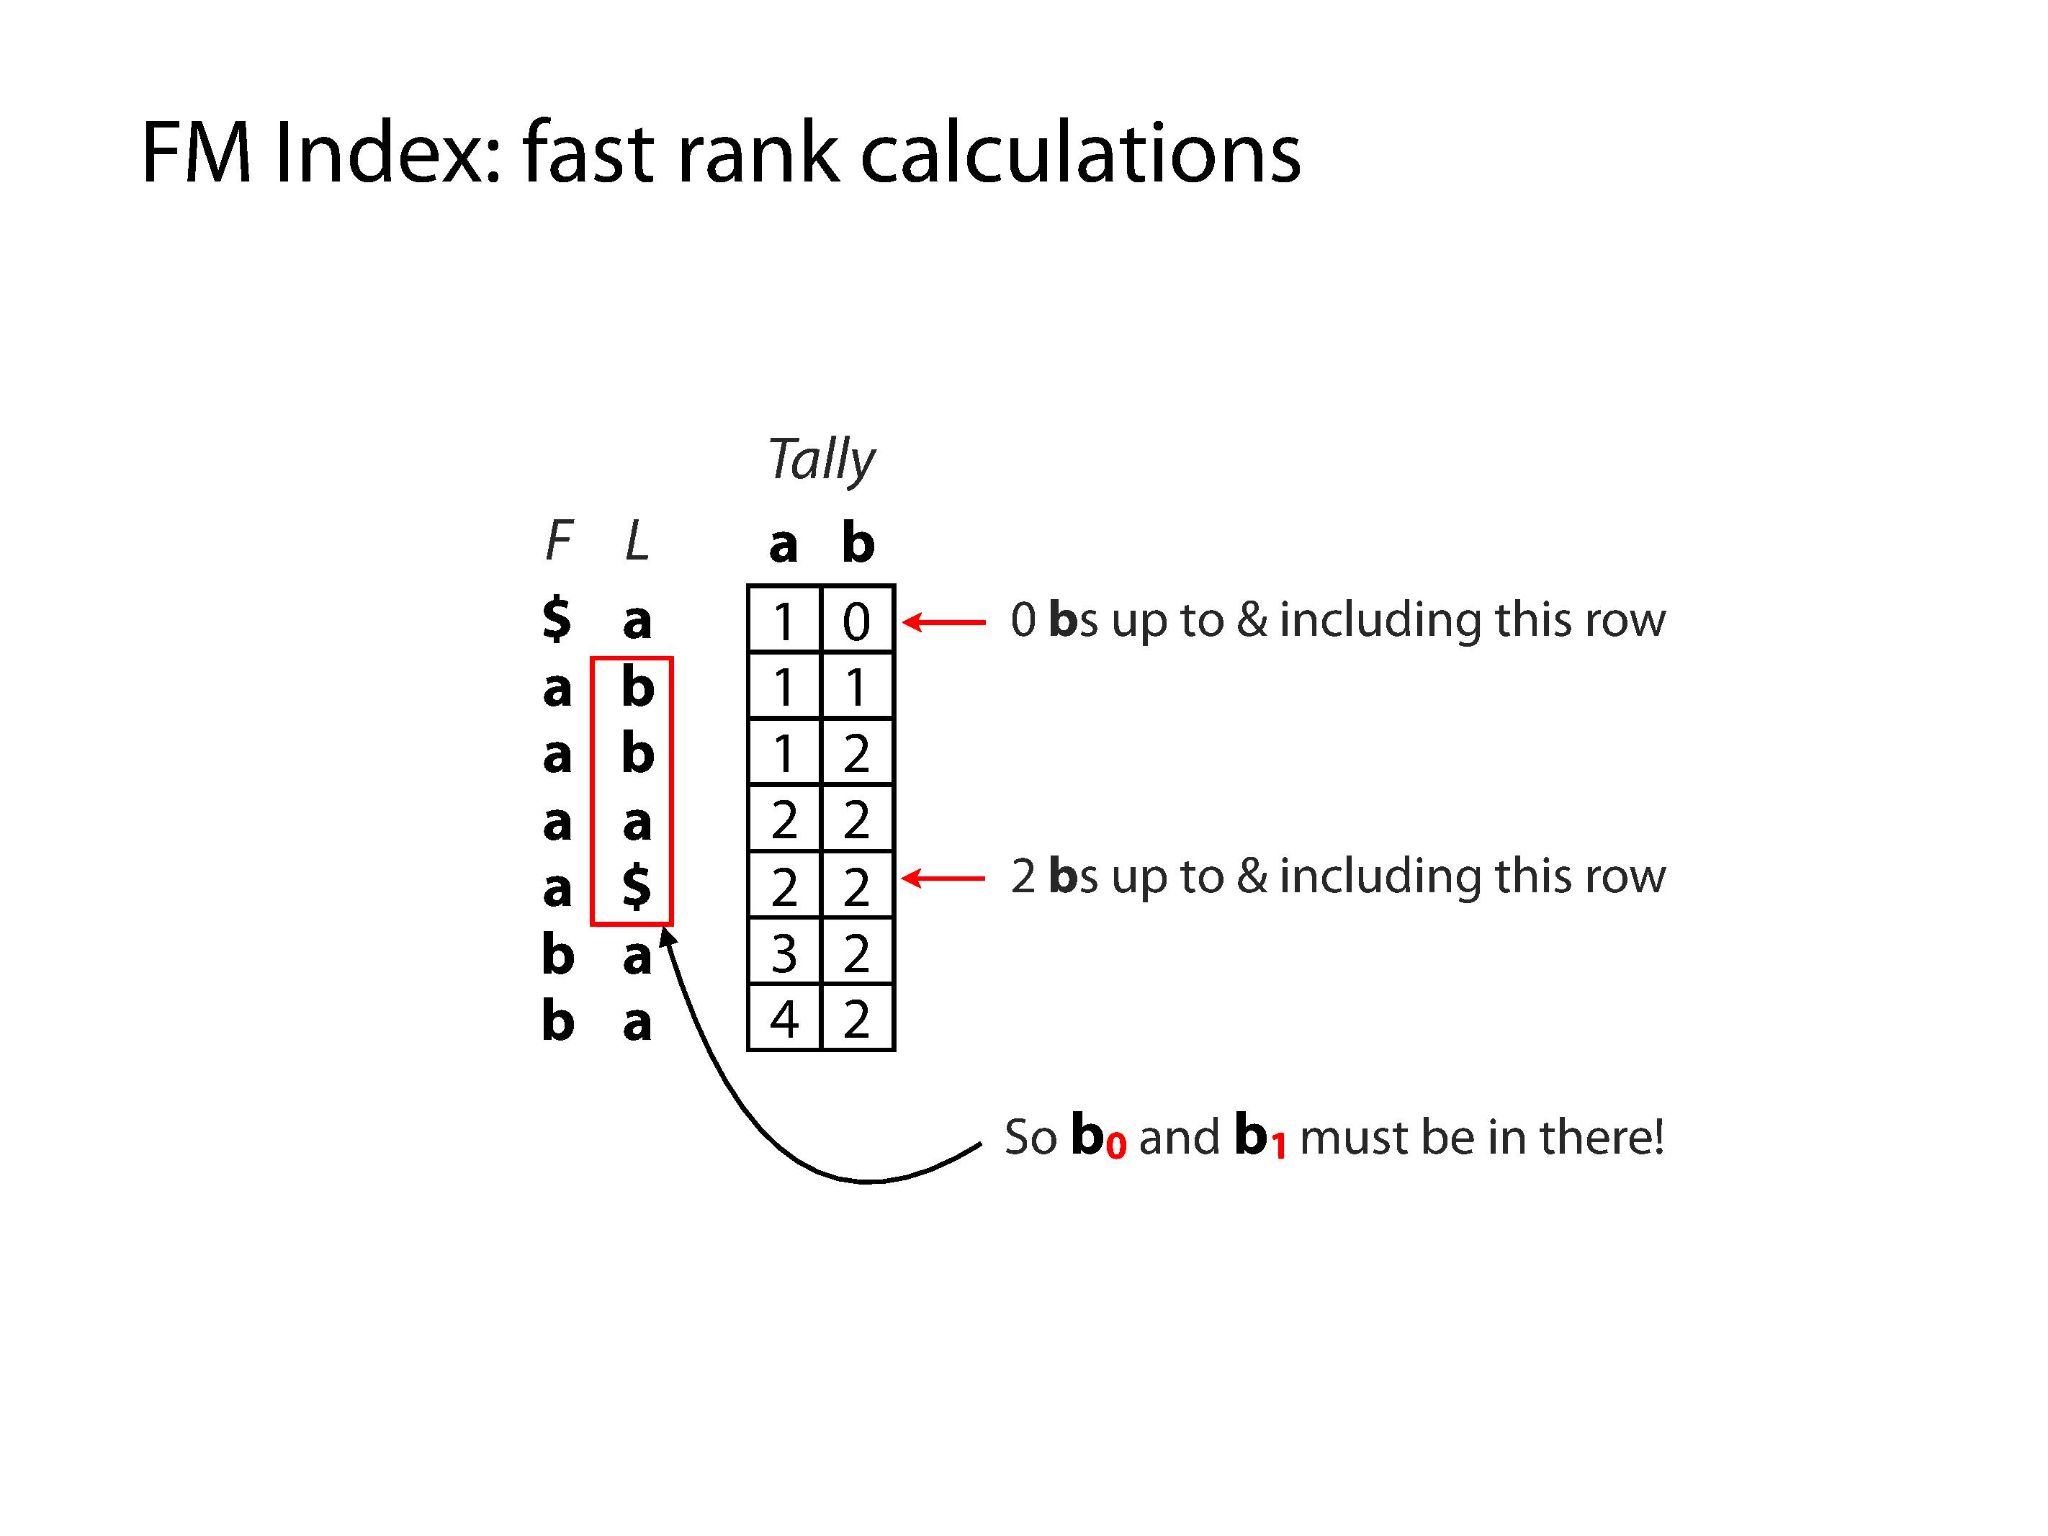 FM Index: fast rank calculations
Tally
F L a b
$ a 1 0 0 bs up to & including this row
a b 1 1
a b 1 2
a a 2 2
a $ 2 2 2 bs up to & including this row
b a 3 2
b a 4 2
So b0 and b1 must be in there!